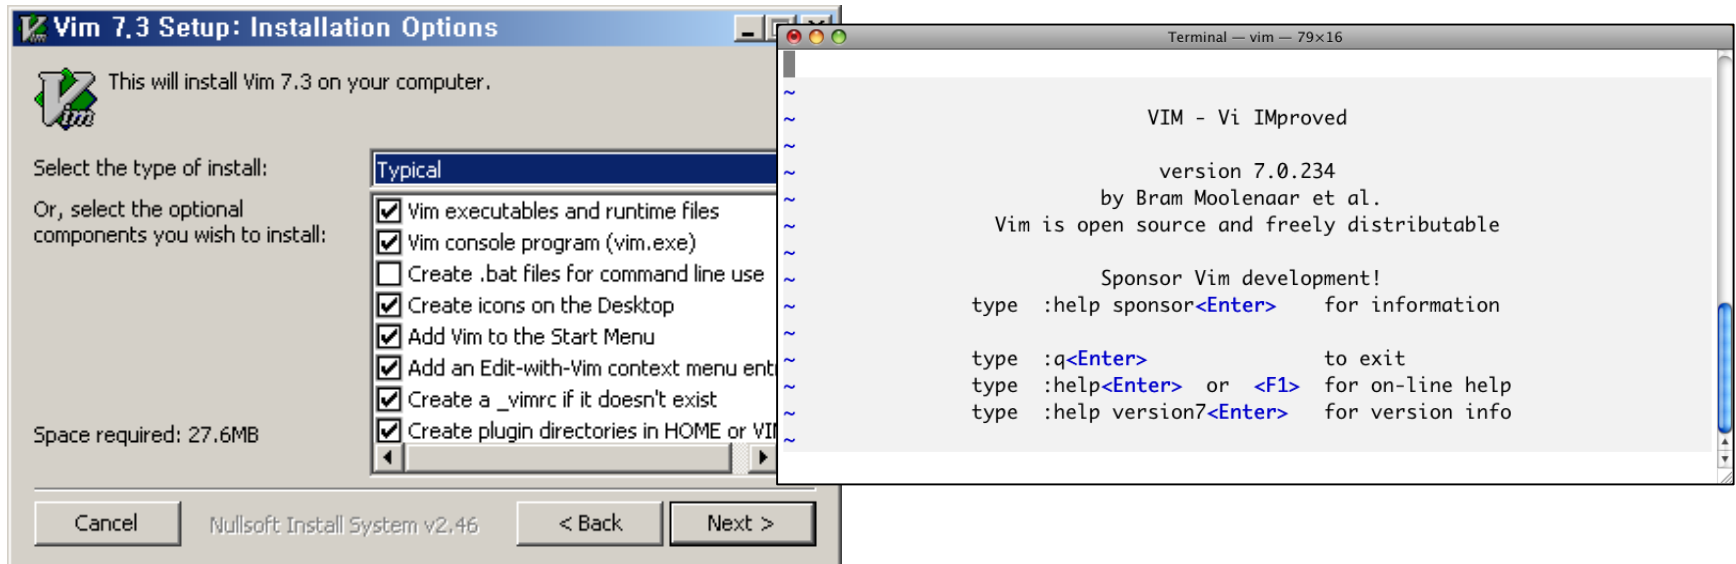 Vim 7.3 Setup: Installation Options
This will install Vim 7.3 on your computer.
Vim
Select the type of install:
Typical
Or, select the optional
components you wish to install:
Vim executables and runtime files
Vim console program (vim.exe)
Create .bat files for command line use
Create icons on the Desktop
Add Vim to the Start Menu
Add an Edit-with-Vim context menu
Create a _vimrc if it doesn't exist
Create plugin directories in HOME or
Space required: 27.6MB
Cancel
Nullsoft Install System v2.46
< Back
Next >
Terminal — vim — 79×16
~
~ VIM - Vi IMproved
~
~ version 7.0.234
~ by Bram Moolenaar et al.
~ Vim is open source and freely distributable
~
~ Sponsor Vim development!
~ type :help sponsor<Enter> for information
~
~ type :q<Enter> to exit
~ type :help<Enter> or <F1> for on-line help
~ type :help version7<Enter> for version info
~